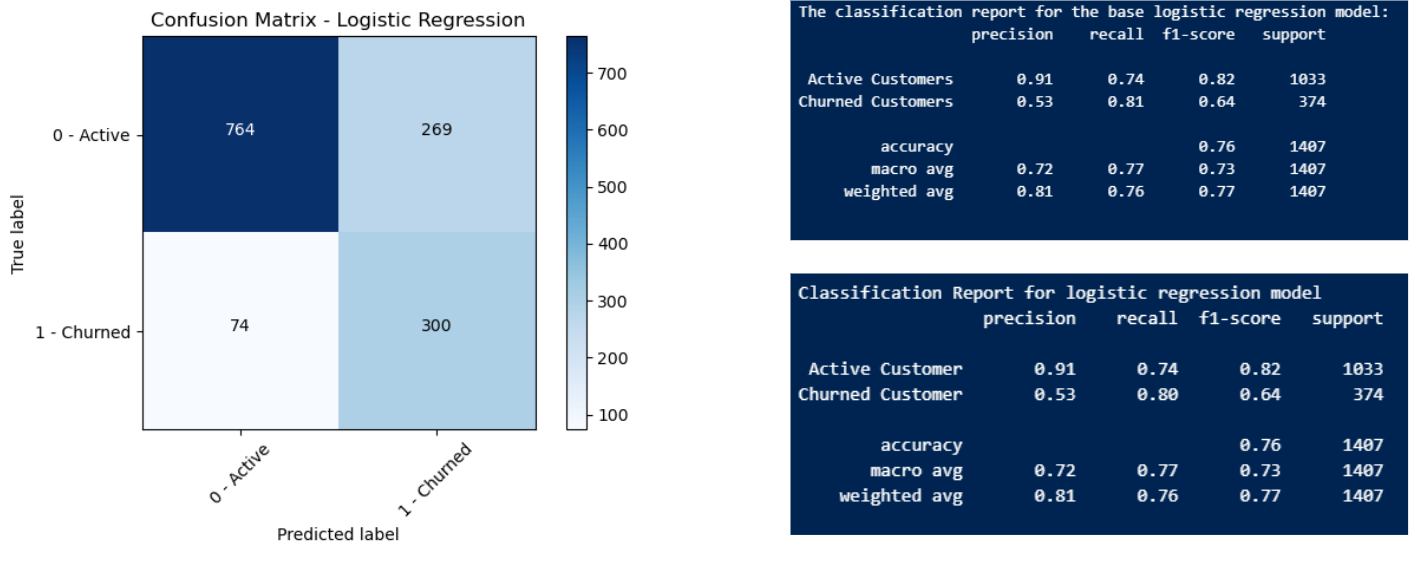 Confusion Matrix - Logistic Regression
0 - Active
1 - Churned
True label
764
269
74
300
0 - Active
1 - Churned
Predicted label
700
600
500
400
300
200
100
The classification report for the base logistic regression model:
precision recall f1-score support
Active Customers 0.91 0.74 0.82 1033
Churned Customers 0.53 0.81 0.64 374
accuracy 0.76 1407
macro avg 0.72 0.77 0.73 1407
weighted avg 0.81 0.76 0.77 1407
Classification Report for logistic regression model
precision recall f1-score support
Active Customer 0.91 0.74 0.82 1033
Churned Customer 0.53 0.80 0.64 374
accuracy 0.76 1407
macro avg 0.72 0.77 0.73 1407
weighted avg 0.81 0.76 0.77 1407